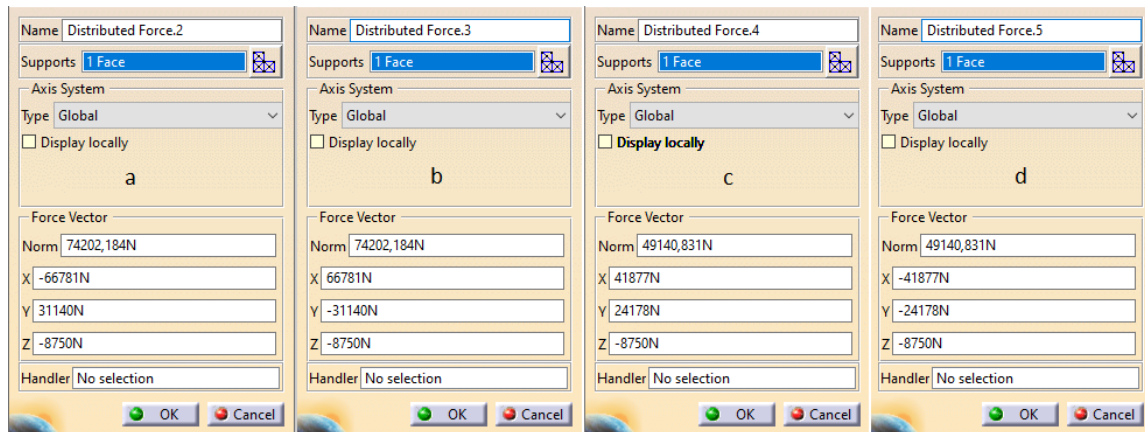 Name Distributed Force.2
Supports 1 Face
Axis System
Type Global
Display locally
a
Force Vector
Norm 74202,184N
X -66781N
Y 31140N
Z -8750N
Handler No selection
OK Cancel
Name Distributed Force.3
Supports 1 Face
Axis System
Type Global
Display locally
b
Force Vector
Norm 74202,184N
X 66781N
Y -31140N
Z -8750N
Handler No selection
OK Cancel
Name Distributed Force.4
Supports 1 Face
Axis System
Type Global
Display locally
c
Force Vector
Norm 49140,831N
X 41877N
Y 24178N
Z -8750N
Handler No selection
OK Cancel
Name Distributed Force.5
Supports 1 Face
Axis System
Type Global
Display locally
d
Force Vector
Norm 49140,831N
X -41877N
Y -24178N
Z -8750N
Handler No selection
OK Cancel